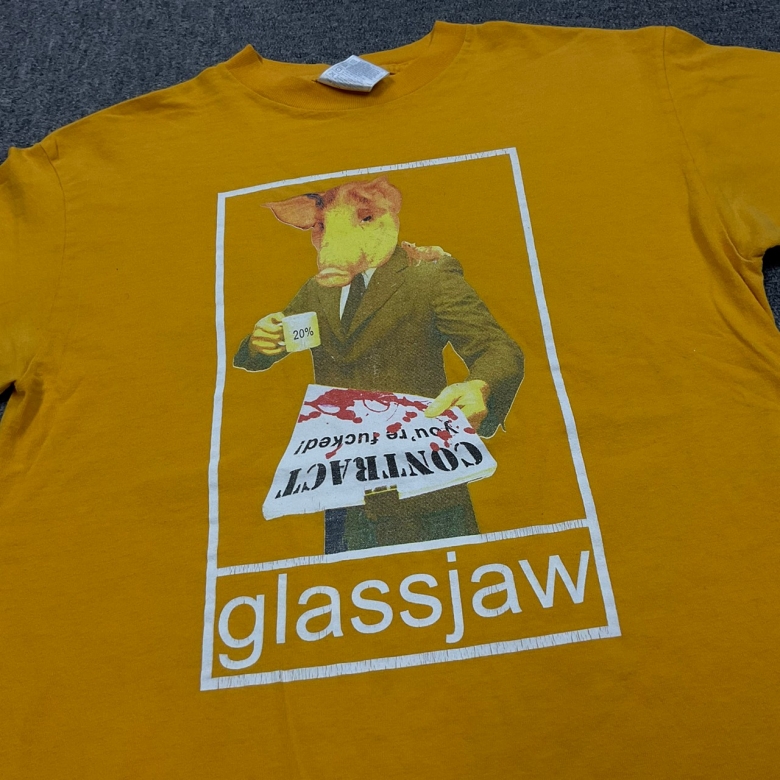 20%
CONTRACT
you're fucked!
glassjaw